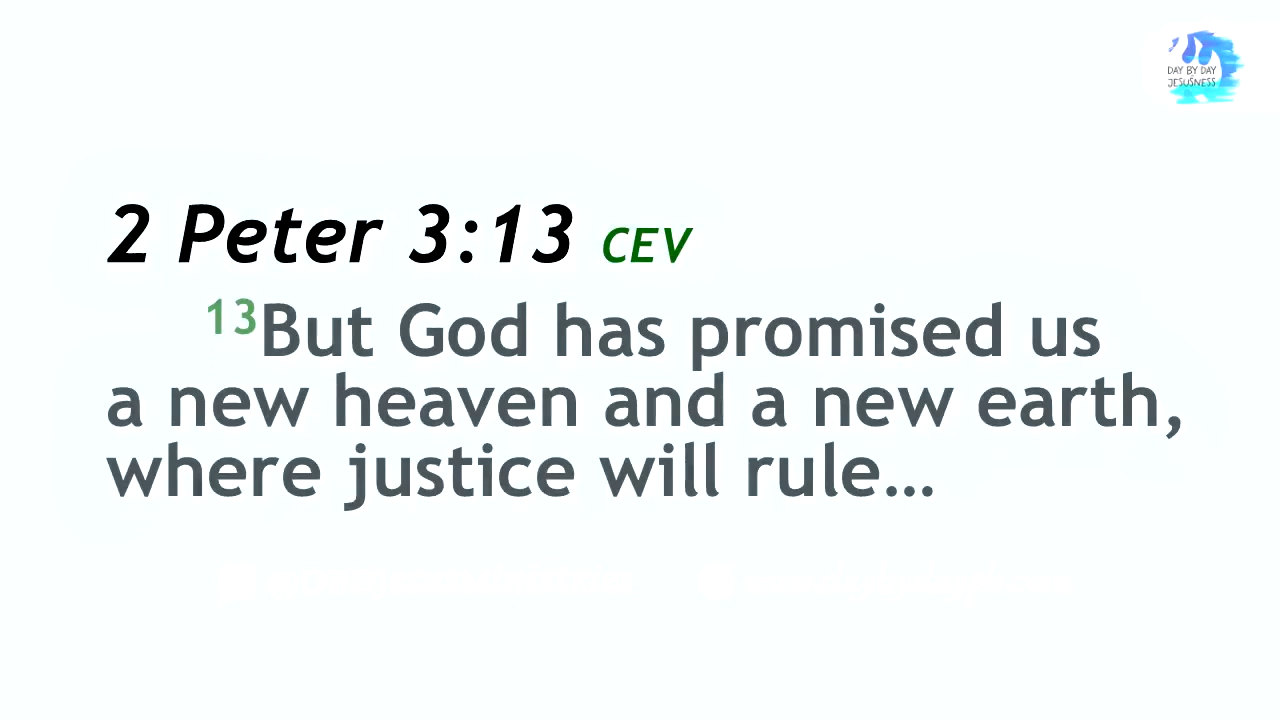 DAY BY DAY
JESUSNESS
2 Peter 3:13 CEV
13But God has promised us
a new heaven and a new earth,
where justice will rule…